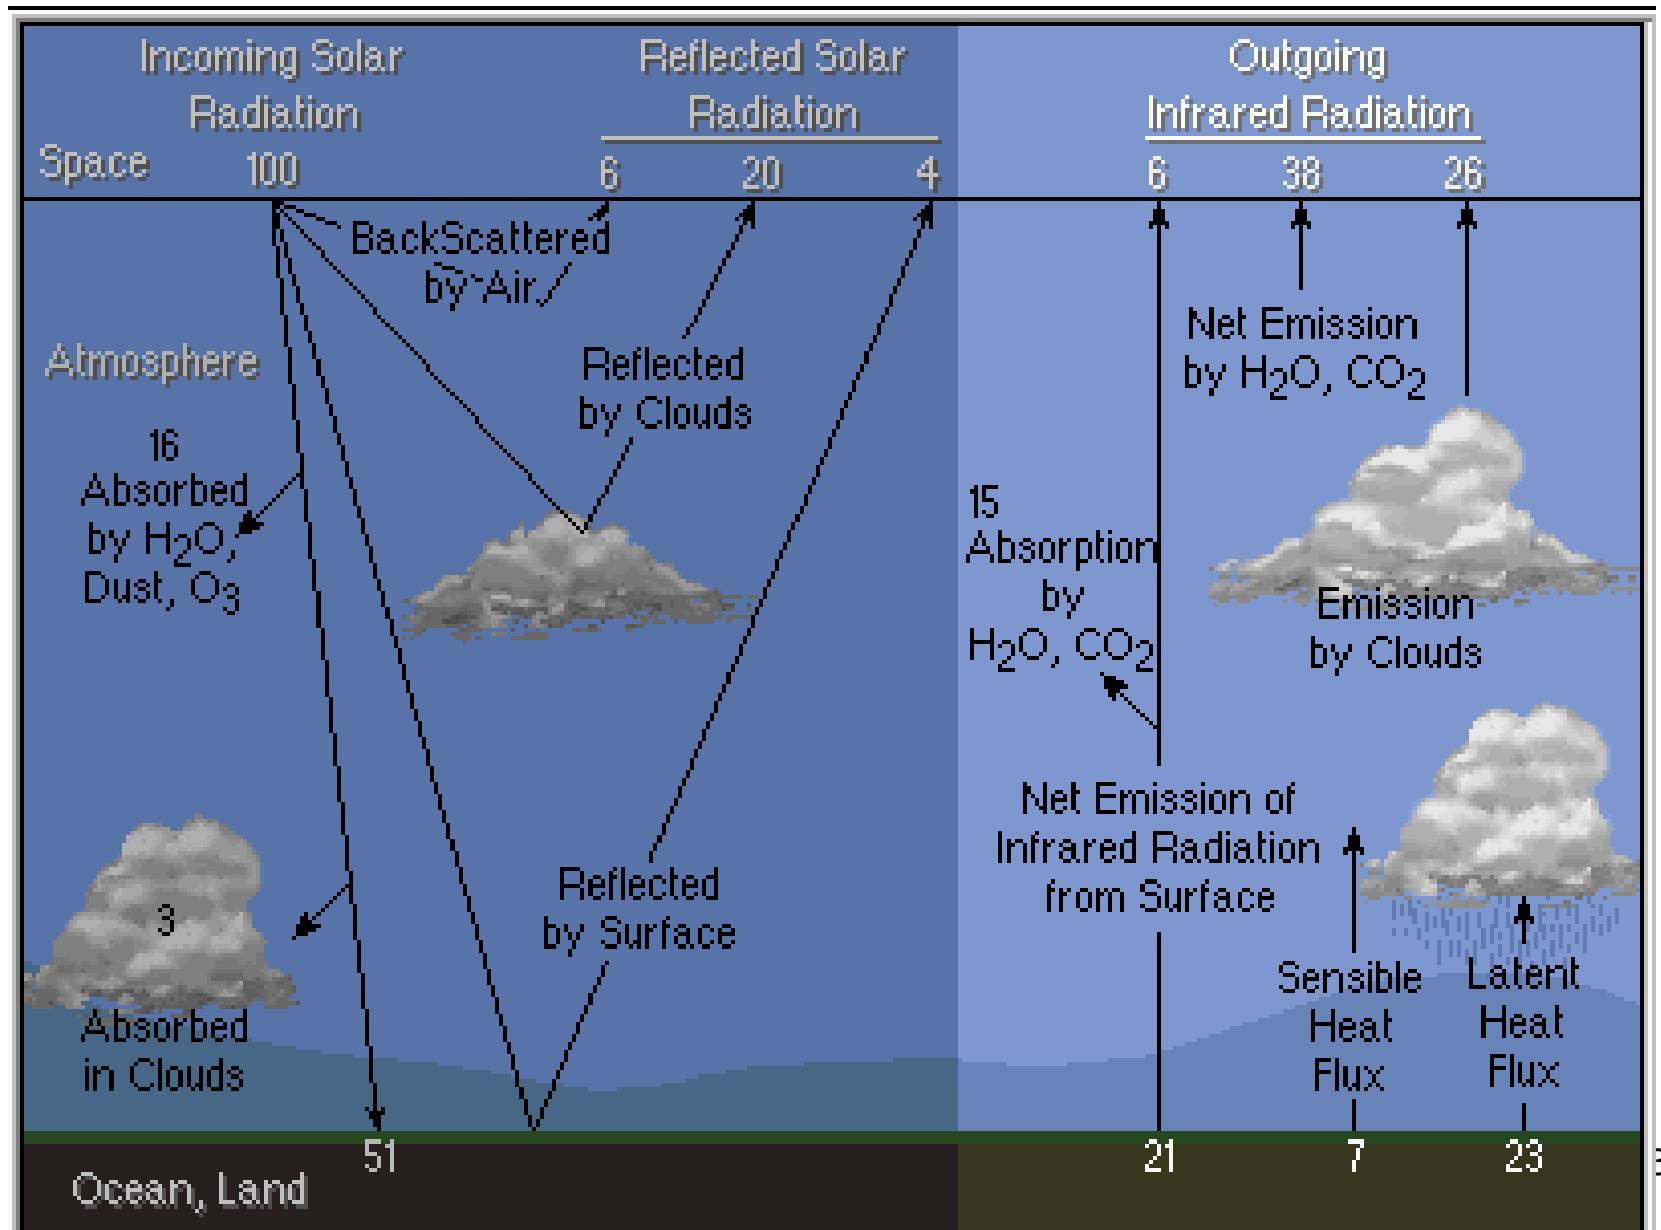 Incoming Solar
Radiation
Reflected Solar
Radiation
Outgoing
Infrared Radiation
Space
100
6
20
4
6
38
26
BackScattered
by Air
Atmosphere
Reflected
by Clouds
Net Emission
by H₂O, CO₂
16
Absorbed
by H₂O,
Dust, O₃
15
Absorption
by
H₂O, CO₂
Emission
by Clouds
Net Emission of
Infrared Radiation
from Surface
Reflected
by Surface
3
Absorbed
in Clouds
Sensible
Heat
Flux
Latent
Heat
Flux
51
21
7
23
Ocean, Land